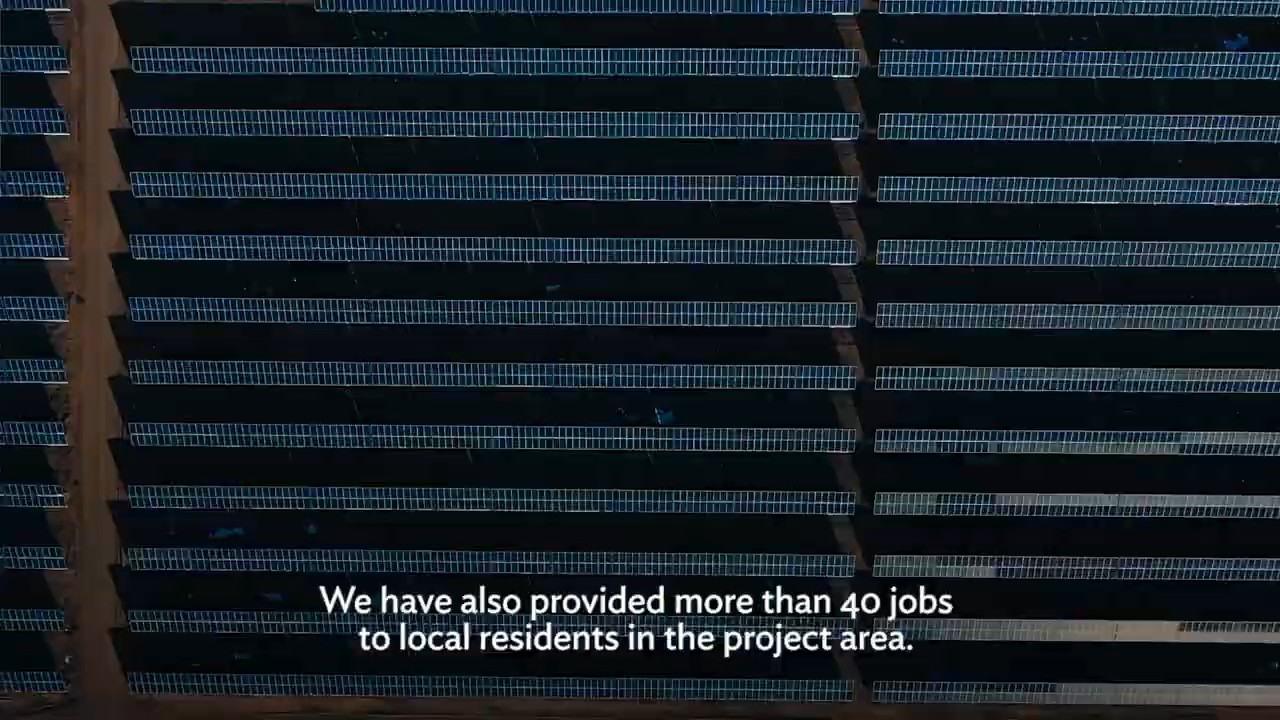 We have also provided more than 40 jobs
to local residents in the project area.